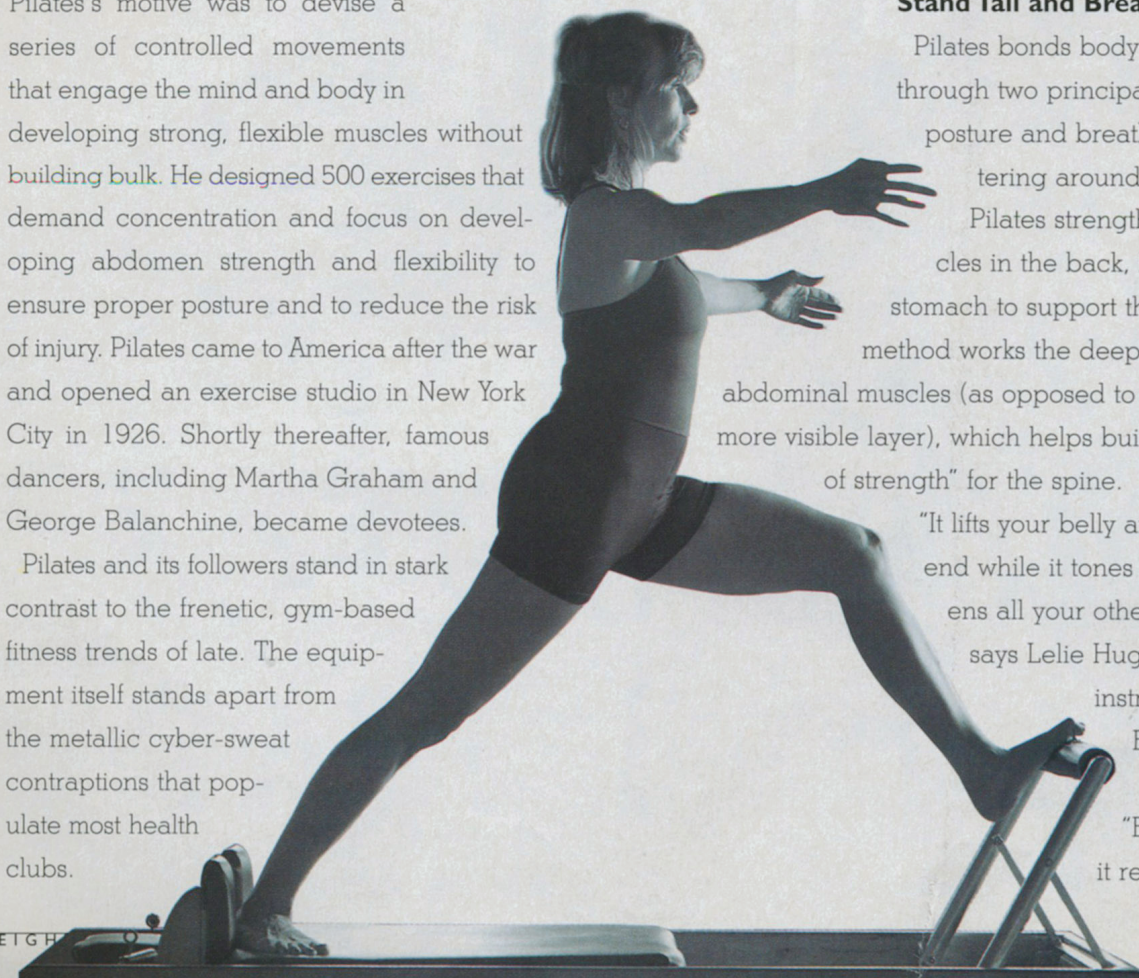 Pilates's motive was to devise a
series of controlled movements
that engage the mind and body in
developing strong, flexible muscles without
building bulk. He designed 500 exercises that
demand concentration and focus on devel-
oping abdomen strength and flexibility to
ensure proper posture and to reduce the risk
of injury. Pilates came to America after the war
and opened an exercise studio in New York
City in 1926. Shortly thereafter, famous
dancers, including Martha Graham and
George Balanchine, became devotees.
Pilates and its followers stand in stark
contrast to the frenetic, gym-based
fitness trends of late. The equip-
ment itself stands apart from
the metallic cyber-sweat
contraptions that pop-
ulate most health
clubs.
Stand Tall and Brea
Pilates bonds body
through two principa
posture and breat
tering around
Pilates strength
cles in the back,
stomach to support th
method works the deep
abdominal muscles (as opposed to
more visible layer), which helps bui
of strength" for the spine.
"It lifts your belly a
end while it tones
ens all your othe
says Lelie Hug
instr
it re
EIGH